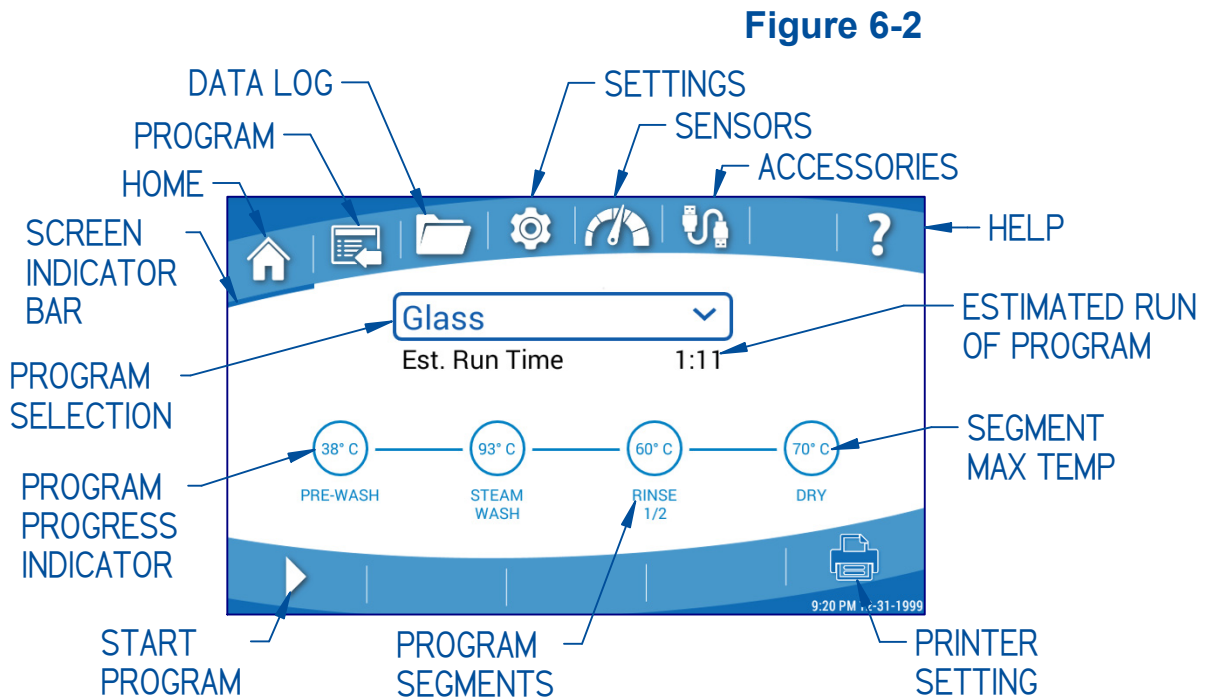 Figure 6-2
DATA LOG
SETTINGS
PROGRAM
SENSORS
HOME
ACCESSORIES
SCREEN
INDICATOR
BAR
?
HELP
Glass
Est. Run Time 1:11
ESTIMATED RUN
OF PROGRAM
PROGRAM
SELECTION
38° C
93° C
60° C
70° C
SEGMENT
MAX TEMP
PRE-WASH
STEAM
WASH
RINSE
1/2
DRY
PROGRAM
PROGRESS
INDICATOR
9:20 PM -31-1999
START
PROGRAM
PROGRAM
SEGMENTS
PRINTER
SETTING